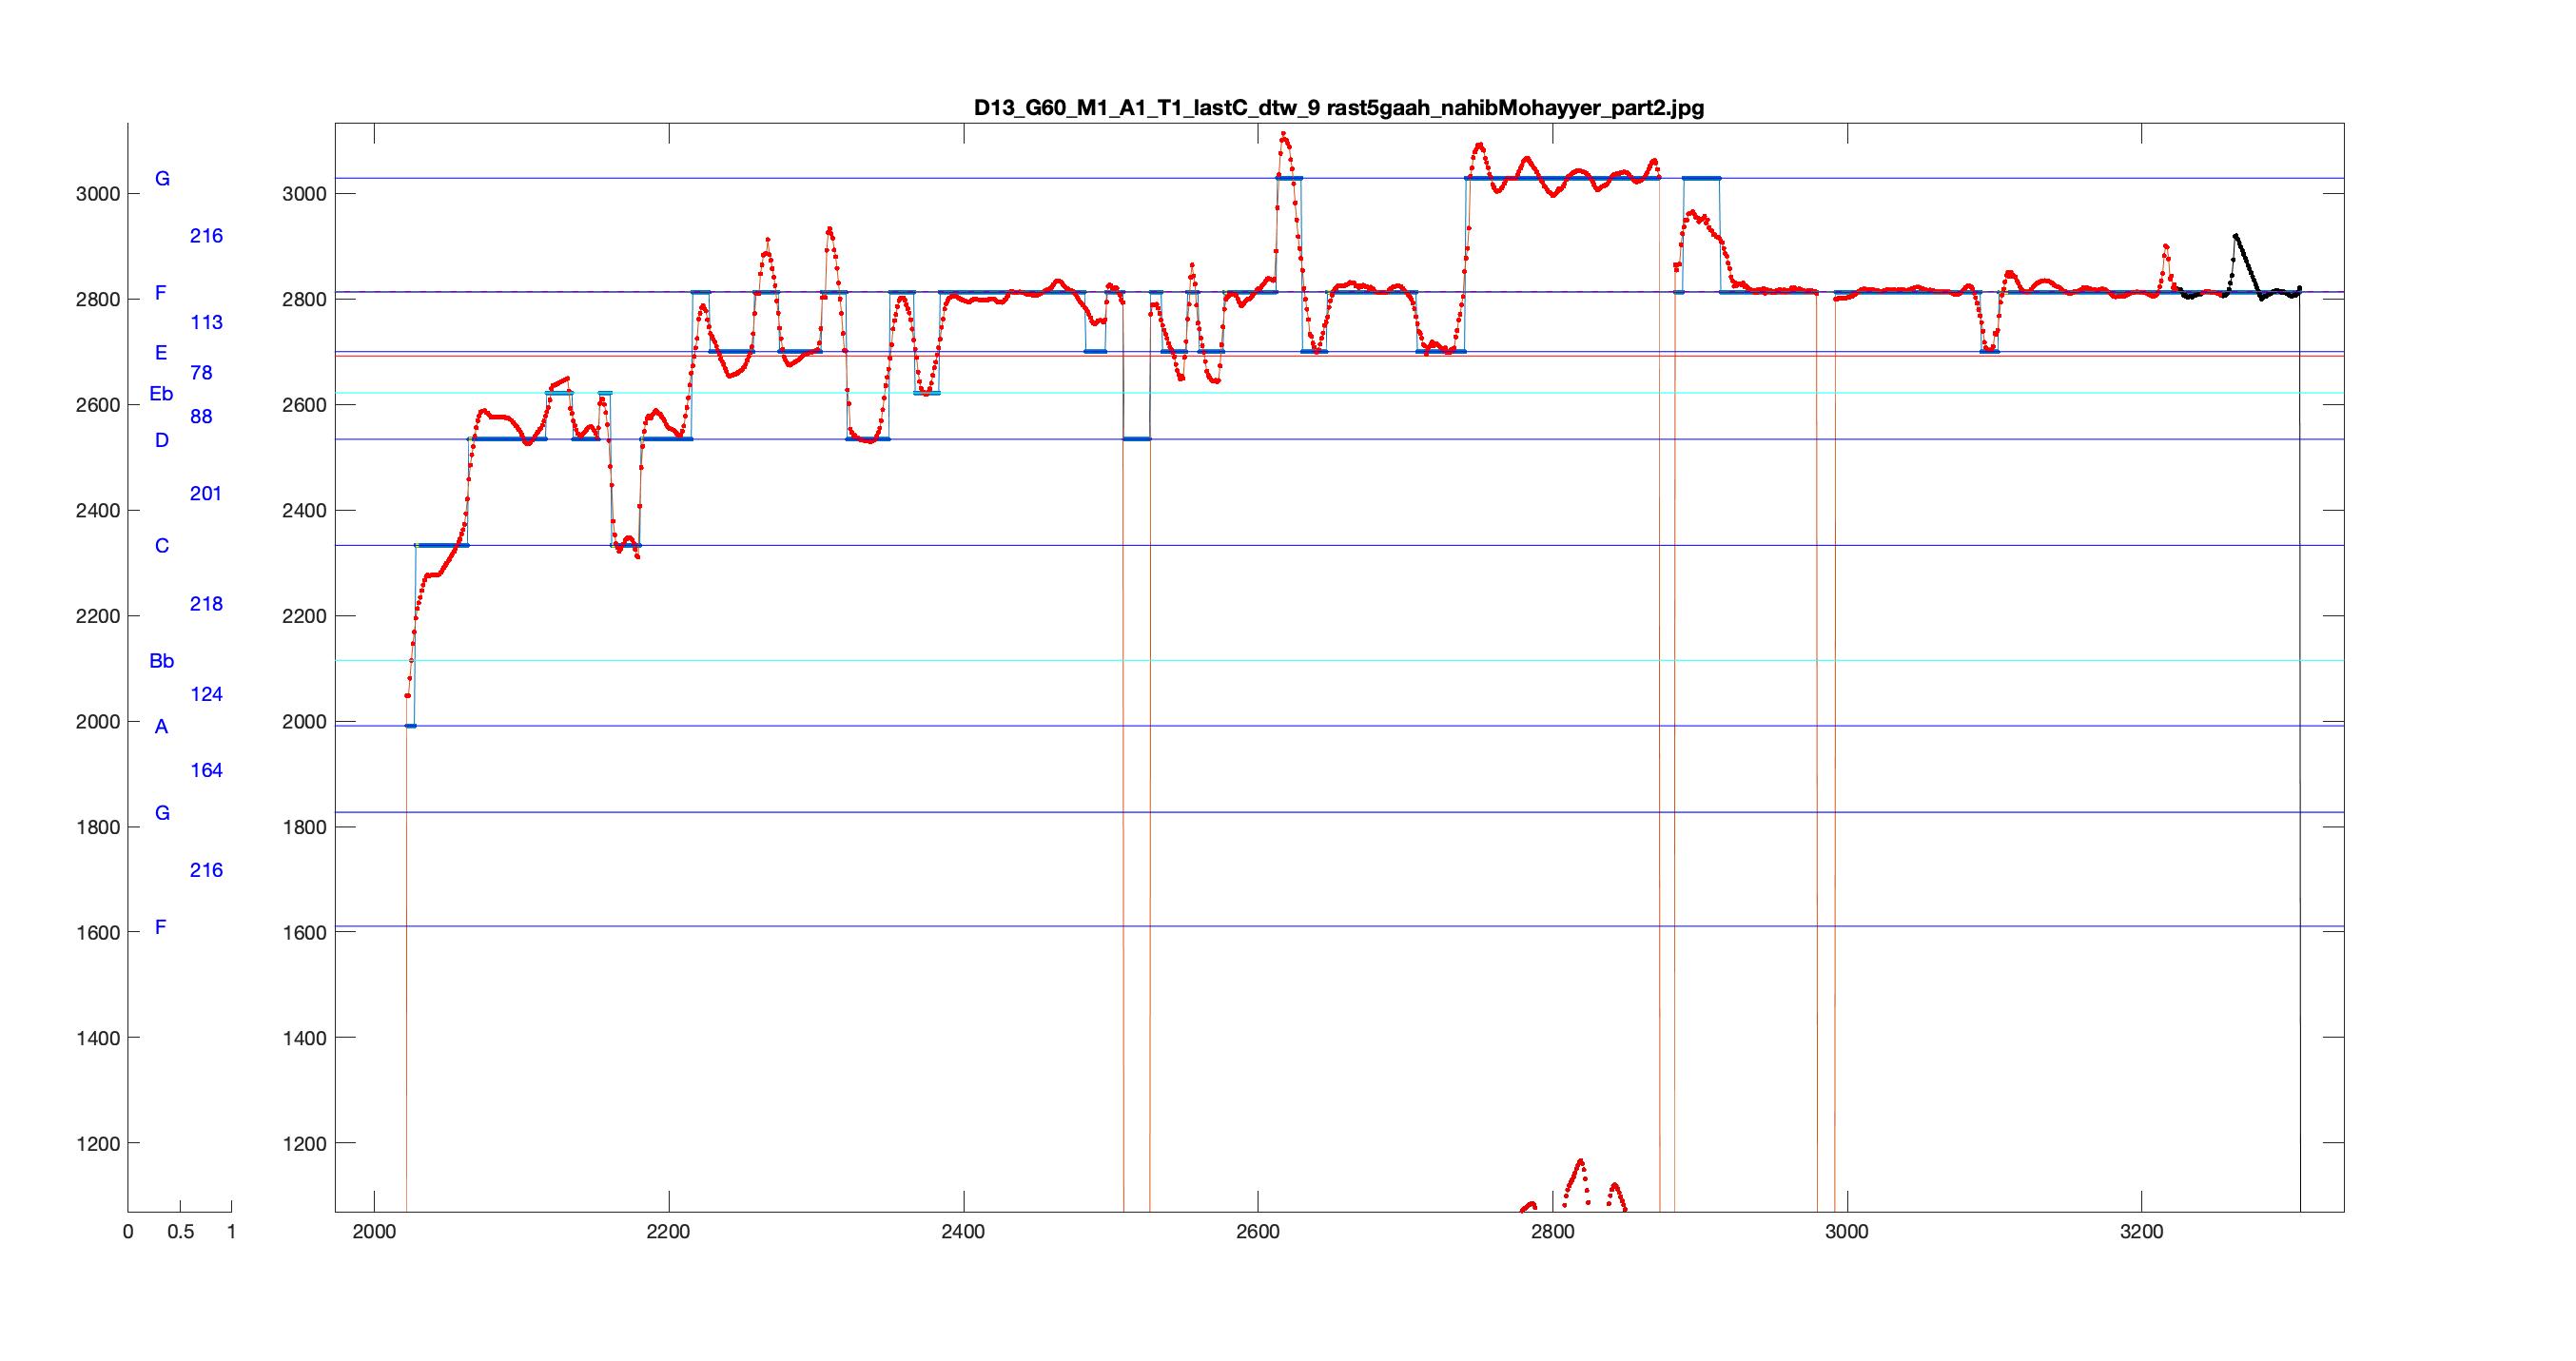 D13_G60_M1_A1_T1_lastC_dtw_9 rast5gaah_nahibMohayyer_part2.jpg
G
3000 3000
216
F
2800 2800
113
E
78
Eb
2600 2600
88
D
201
2400 2400
C
218
2200 2200
Bb
124
2000 A 2000
164
G
1800 1800
216
F
1600 1600
1400 1400
1200 1200
0 0.5 1 2000 2200 2400 2600 2800 3000 3200